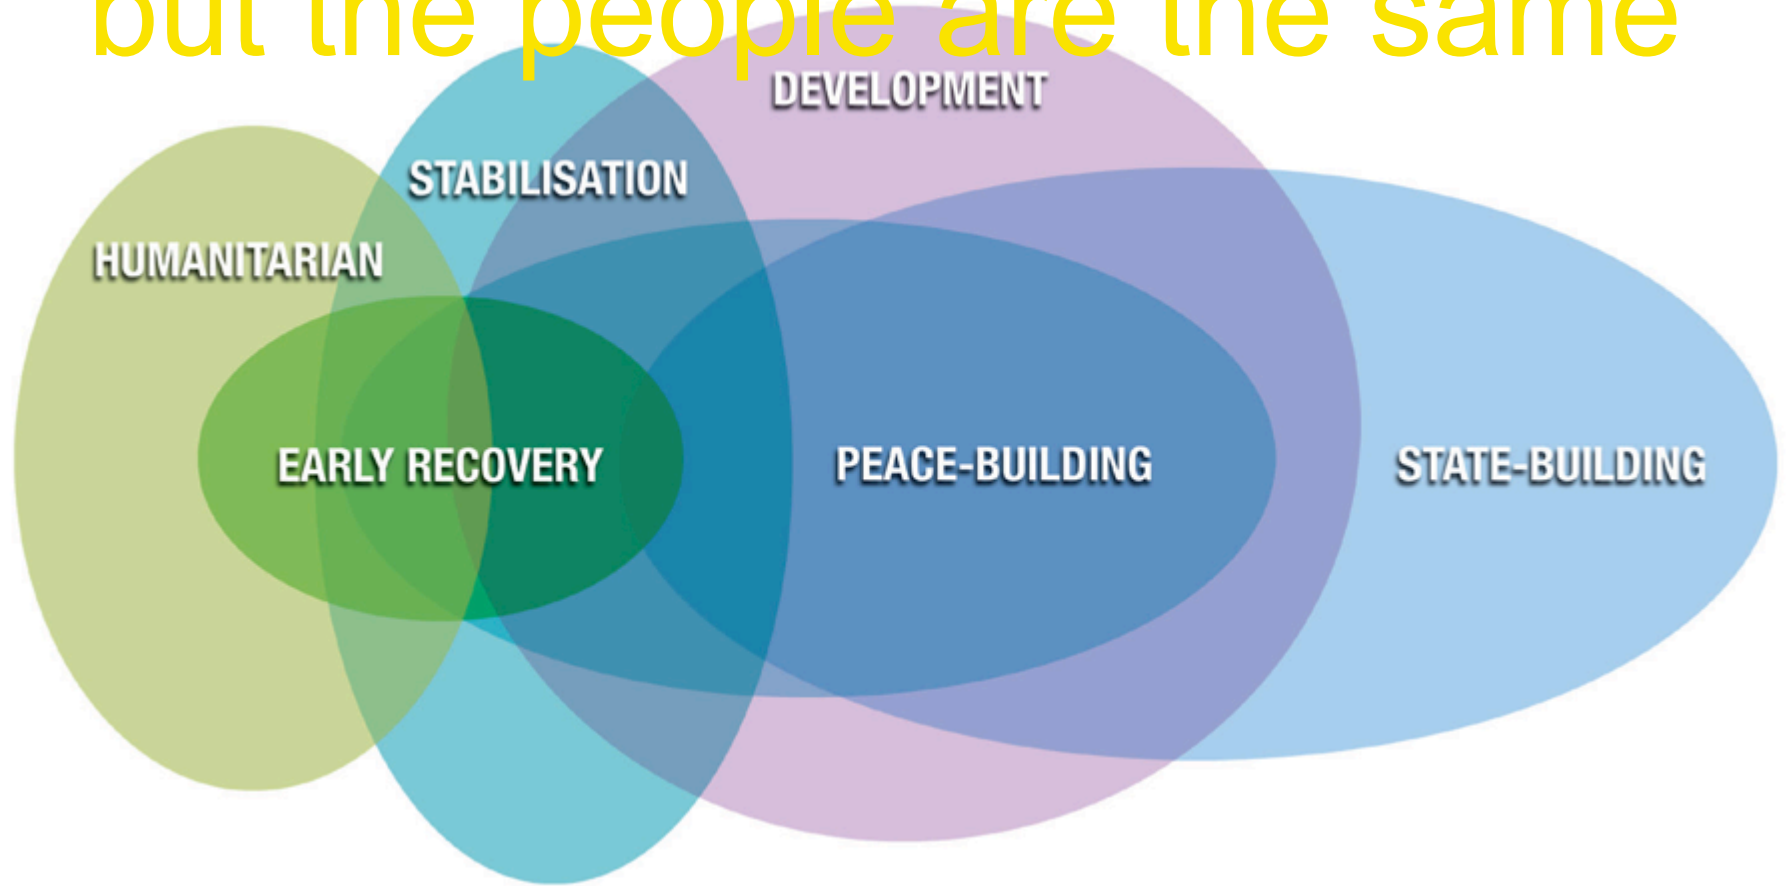 but the people are the same
DEVELOPMENT
STABILISATION
HUMANITARIAN
EARLY RECOVERY
PEACE-BUILDING
STATE-BUILDING